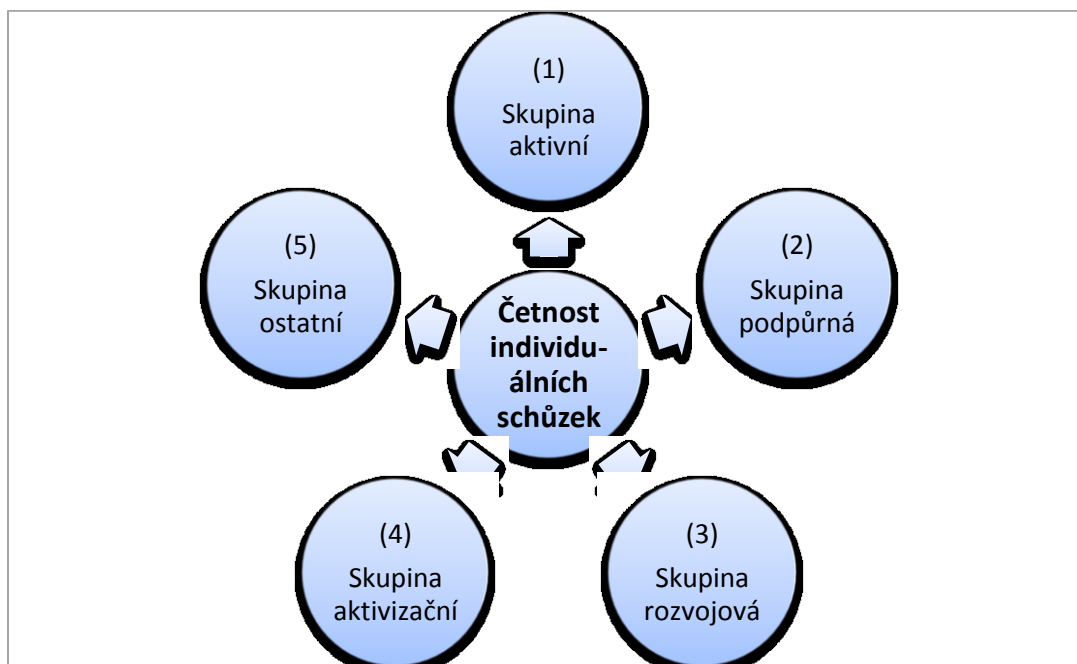 (1)
Skupina
aktivní
(2)
Skupina
podpůrná
(3)
Skupina
rozvojová
(4)
Skupina
aktivizační
(5)
Skupina
ostatní
Četnost
individu-
álních
schůzek